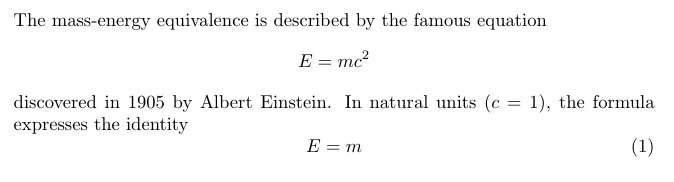 The mass-energy equivalence is described by the famous equation
E = mc²
discovered in 1905 by Albert Einstein. In natural units (c = 1), the formula
expresses the identity
E = m (1)